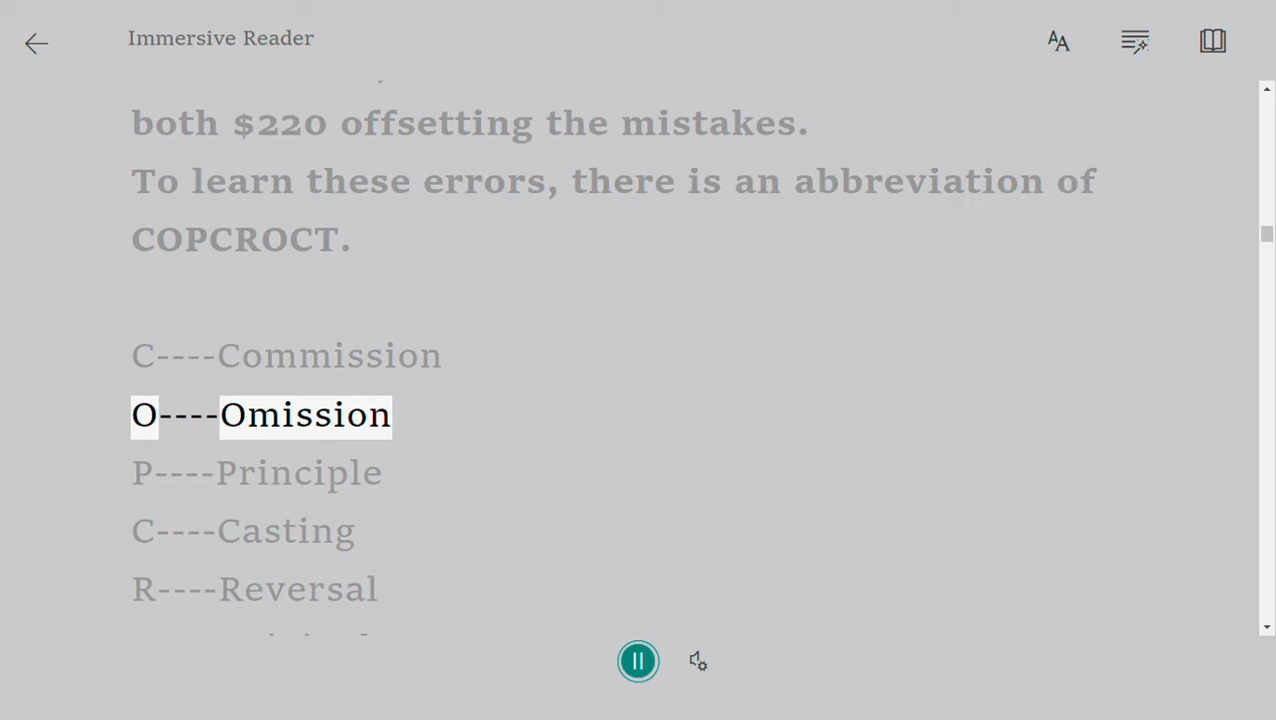 Immersive Reader
both $220 offsetting the mistakes.
To learn these errors, there is an abbreviation of
COPCROCT.
C----Commission
O----Omission
P----Principle
C----Casting
R----Reversal